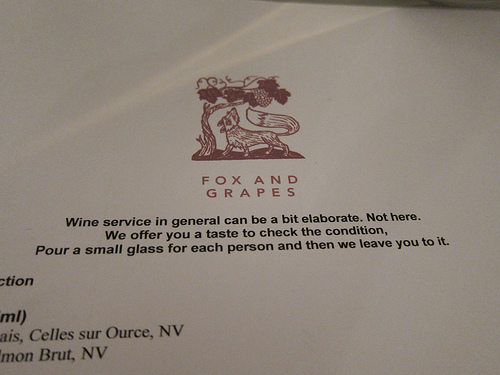 FOX AND
GRAPES
Wine service in general can be a bit elaborate. Not here.
We offer you a taste to check the condition,
Pour a small glass for each person and then we leave you to it.
ction
ml)
ais, Celles sur Ource, NV
lmon Brut, NV